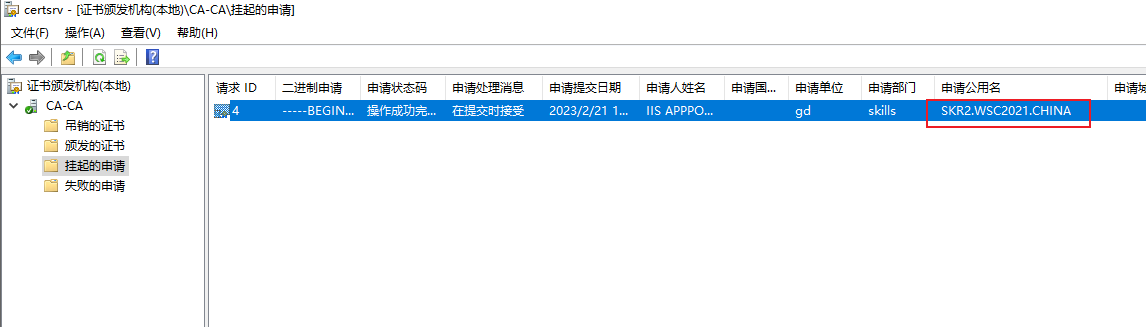 certsrv - [证书颁发机构(本地)\CA-CA\挂起的申请]
文件(F) 操作(A) 查看(V) 帮助(H)
证书颁发机构(本地)
CA-CA
吊销的证书
颁发的证书
挂起的申请
失败的申请
请求 ID 二进制申请 申请状态码 申请处理消息 申请提交日期 申请人姓名 申请国... 申请单位 申请部门 申请公用名 申请城
4 -----BEGIN... 操作成功完... 在提交时接受 2023/2/21 1... IIS APPPO... gd skills SKR2.WSC2021.CHINA